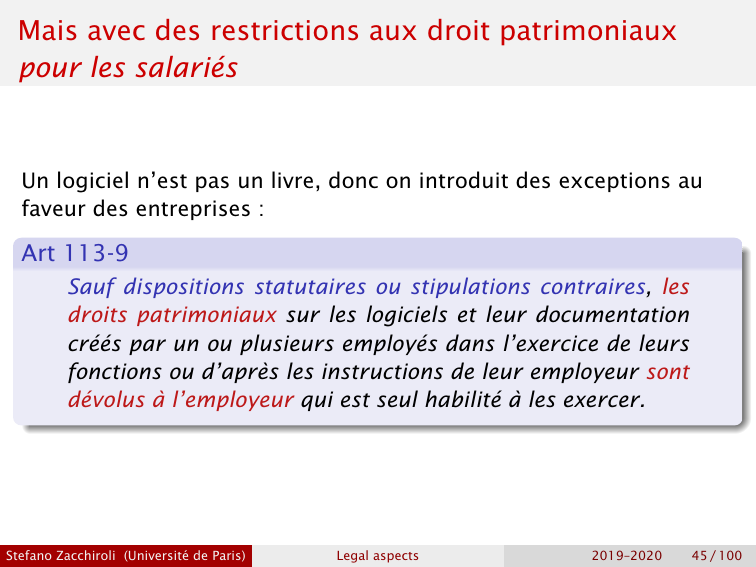 Mais avec des restrictions aux droit patrimoniaux
pour les salariés
Un logiciel n’est pas un livre, donc on introduit des exceptions au
faveur des entreprises :
Art 113-9
Sauf dispositions statutaires ou stipulations contraires, les
droits patrimoniaux sur les logiciels et leur documentation
créés par un ou plusieurs employés dans l’exercice de leurs
fonctions ou d’après les instructions de leur employeur sont
dévolus à l’employeur qui est seul habilité à les exercer.
Stefano Zacchiroli (Université de Paris) Legal aspects 2019–2020 45 / 100